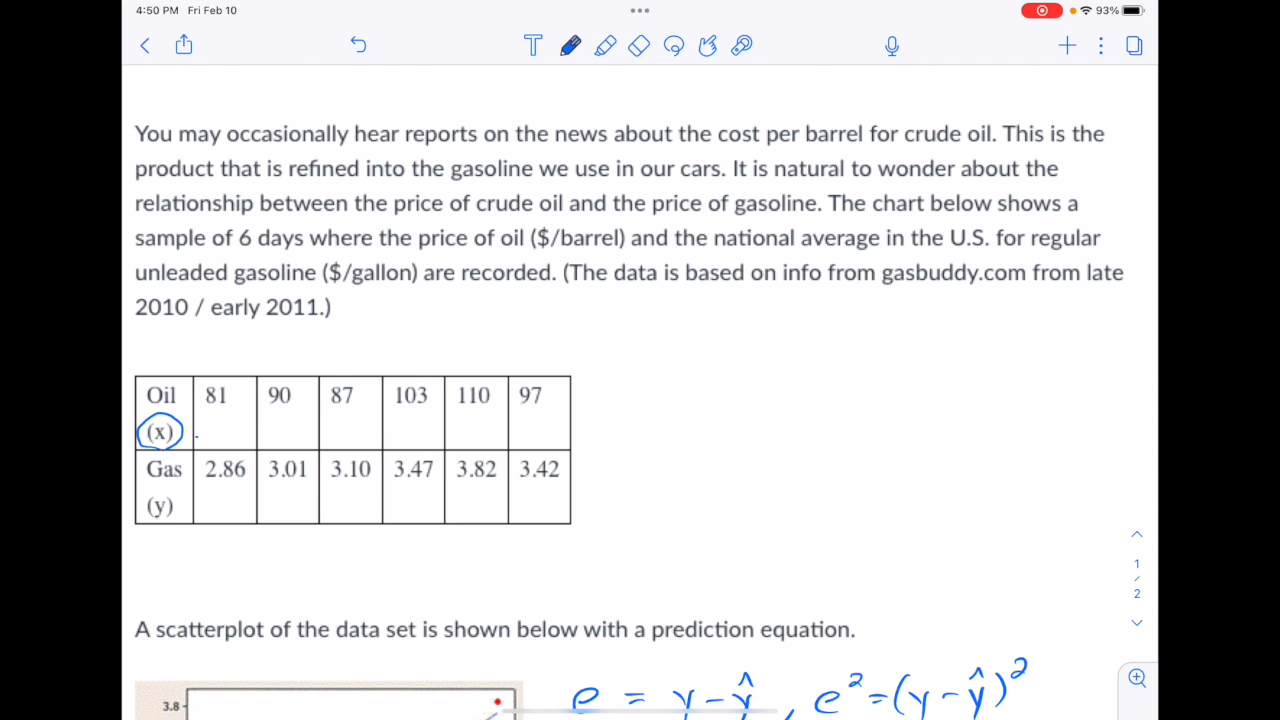 4:50 PM Fri Feb 10
93%
T
You may occasionally hear reports on the news about the cost per barrel for crude oil. This is the
product that is refined into the gasoline we use in our cars. It is natural to wonder about the
relationship between the price of crude oil and the price of gasoline. The chart below shows a
sample of 6 days where the price of oil ($/barrel) and the national average in the U.S. for regular
unleaded gasoline ($/gallon) are recorded. (The data is based on info from gasbuddy.com from late
2010 / early 2011.)
Oil (x) 81 90 87 103 110 97
Gas (y) 2.86 3.01 3.10 3.47 3.82 3.42
1 / 2
A scatterplot of the data set is shown below with a prediction equation.
3.8
e = y - ŷ , e² = (y - ŷ)²